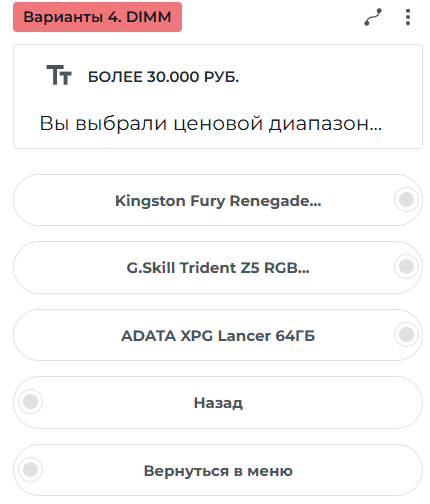 Варианты 4. DIMM
БОЛЕЕ 30.000 РУБ.
Вы выбрали ценовой диапазон...
Kingston Fury Renegade...
G.Skill Trident Z5 RGB...
ADATA XPG Lancer 64ГБ
Назад
Вернуться в меню